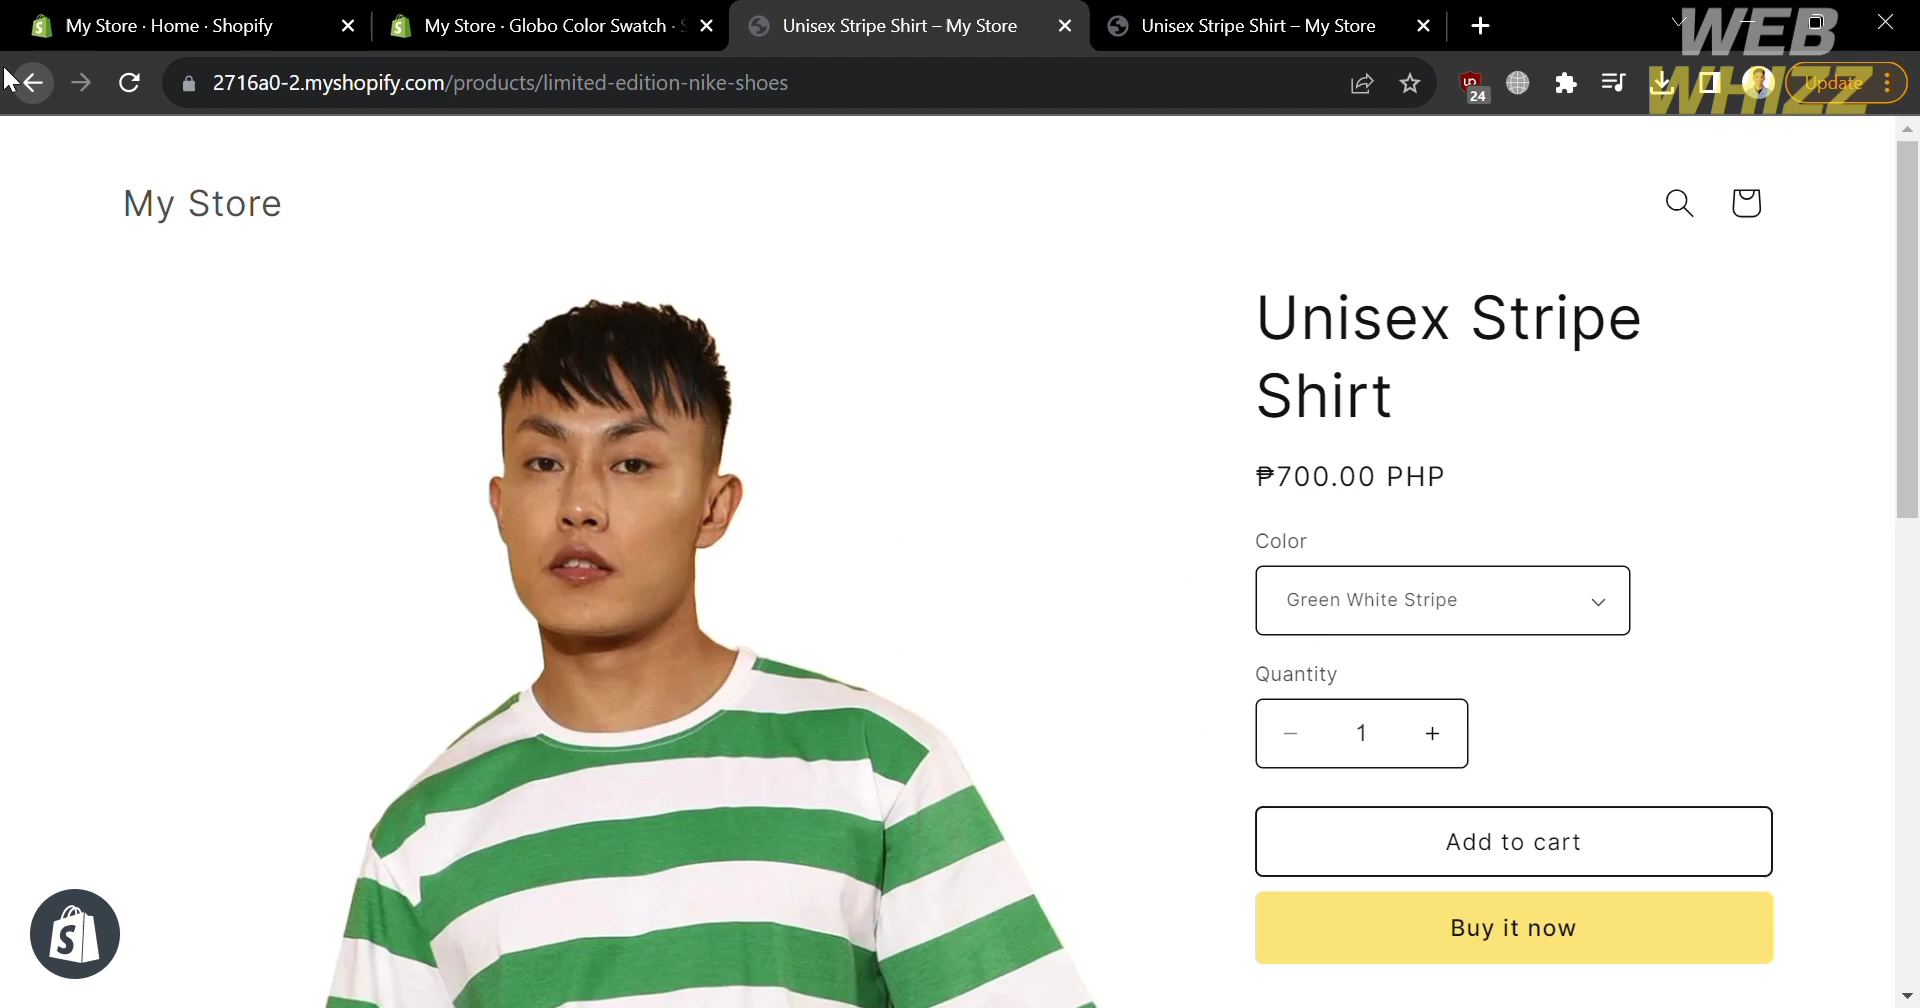 My Store · Home · Shopify
My Store · Globo Color Swatch ·
Unisex Stripe Shirt – My Store
Unisex Stripe Shirt – My Store
WEB
WHIZZ
2716a0-2.myshopify.com/products/limited-edition-nike-shoes
24
Update
My Store
Unisex Stripe
Shirt
₱700.00 PHP
Color
Green White Stripe
Quantity
1
Add to cart
Buy it now